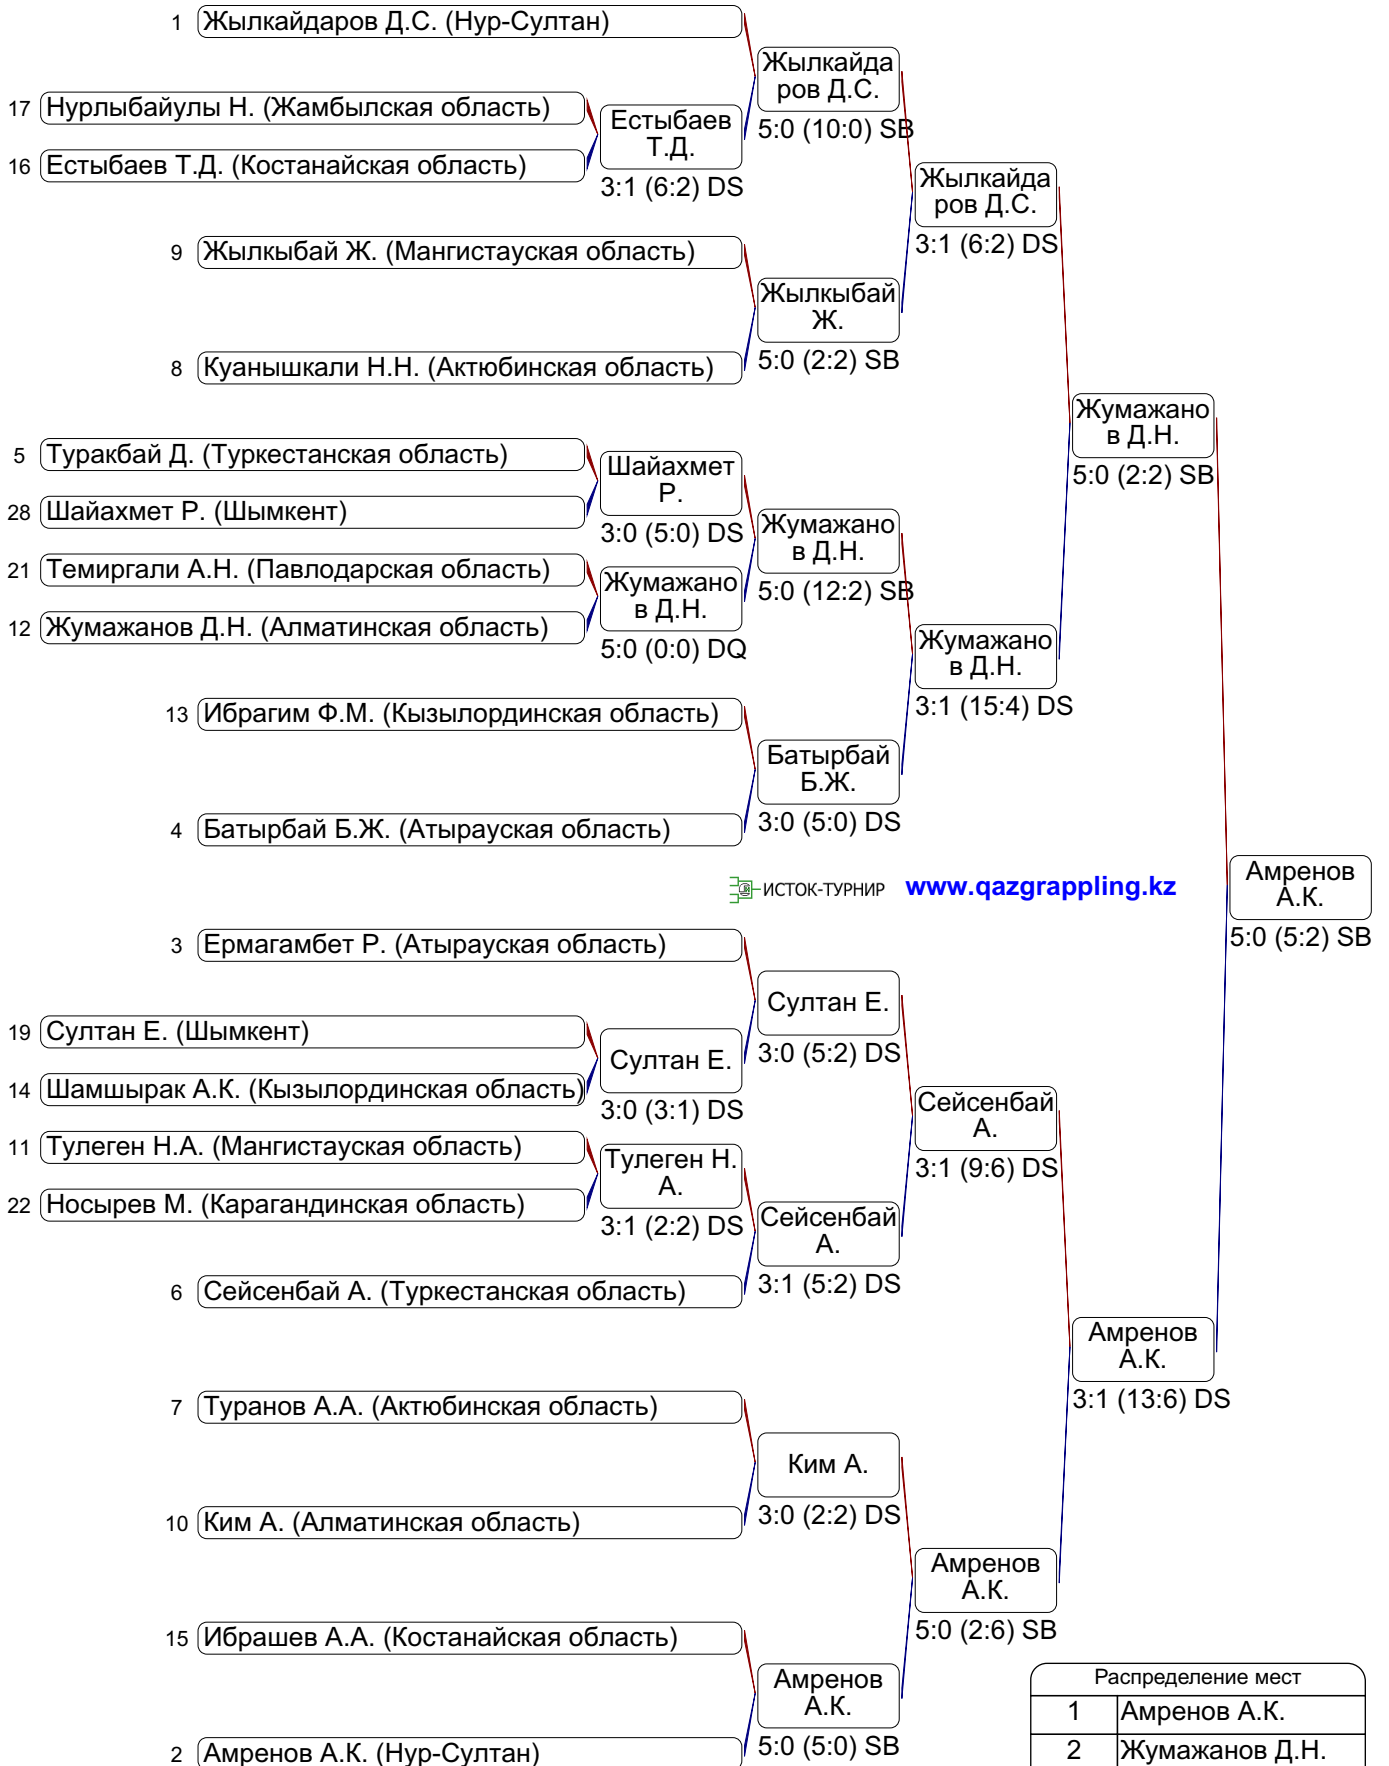 1 Жылкайдаров Д.С. (Нур-Султан)
Жылкайда
ров Д.С.
5:0 (10:0) SB
17 Нурлыбайулы Н. (Жамбылская область)
Естыбаев
Т.Д.
3:1 (6:2) DS
16 Естыбаев Т.Д. (Костанайская область)
Жылкайда
ров Д.С.
3:1 (6:2) DS
9 Жылкыбай Ж. (Мангистауская область)
Жылкыбай
Ж.
5:0 (2:2) SB
8 Куанышкали Н.Н. (Актюбинская область)
Жумажано
в Д.Н.
5:0 (2:2) SB
5 Туракбай Д. (Туркестанская область)
Шайахмет
Р.
3:0 (5:0) DS
28 Шайахмет Р. (Шымкент)
Жумажано
в Д.Н.
5:0 (12:2) SB
21 Темиргали А.Н. (Павлодарская область)
Жумажано
в Д.Н.
5:0 (0:0) DQ
12 Жумажанов Д.Н. (Алматинская область)
Жумажано
в Д.Н.
3:1 (15:4) DS
13 Ибрагим Ф.М. (Кызылординская область)
Батырбай
Б.Ж.
3:0 (5:0) DS
4 Батырбай Б.Ж. (Атырауская область)
ИСТОК-ТУРНИР www.qazgrappling.kz
Амренов
А.К.
5:0 (5:2) SB
3 Ермагамбет Р. (Атырауская область)
Султан Е.
3:0 (5:2) DS
19 Султан Е. (Шымкент)
Султан Е.
3:0 (3:1) DS
14 Шамшырак А.К. (Кызылординская область)
Сейсенбай
А.
3:1 (9:6) DS
11 Тулеген Н.А. (Мангистауская область)
Тулеген Н.
А.
3:1 (2:2) DS
22 Носырев М. (Карагандинская область)
Сейсенбай
А.
3:1 (5:2) DS
6 Сейсенбай А. (Туркестанская область)
Амренов
А.К.
3:1 (13:6) DS
7 Туранов А.А. (Актюбинская область)
Ким А.
3:0 (2:2) DS
10 Ким А. (Алматинская область)
Амренов
А.К.
5:0 (2:6) SB
15 Ибрашев А.А. (Костанайская область)
Амренов
А.К.
5:0 (5:0) SB
2 Амренов А.К. (Нур-Султан)
Распределение мест
1 Амренов А.К.
2 Жумажанов Д.Н.